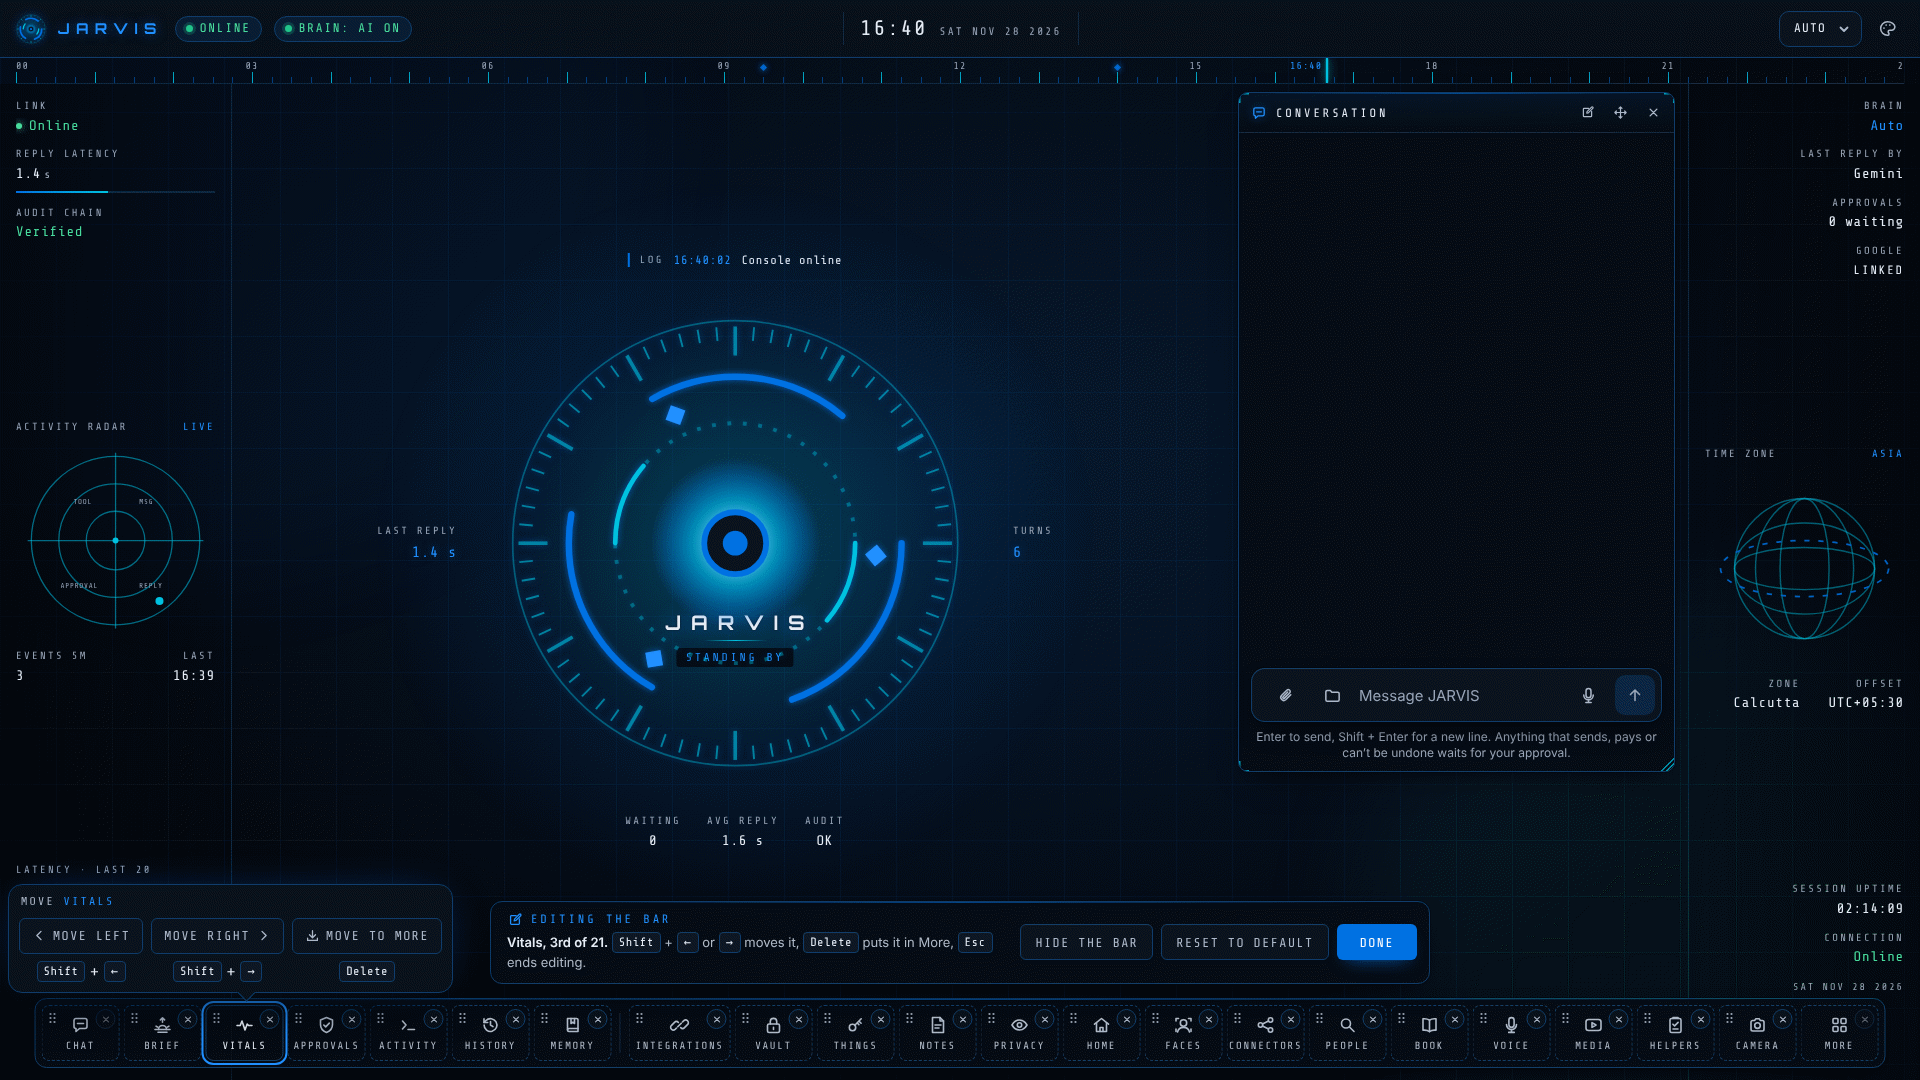 JARVIS
ONLINE
BRAIN: AI ON
16:40 SAT NOV 28 2026
AUTO
00 03 06 09 12 15 16:40 18 21 2
LINK
Online
REPLY LATENCY
1.4 s
AUDIT CHAIN
Verified
LOG 16:40:02 Console online
CONVERSATION
BRAIN
Auto
LAST REPLY BY
Gemini
APPROVALS
0 waiting
GOOGLE
LINKED
ACTIVITY RADAR LIVE
TOOL MSG
APPROVAL REPLY
EVENTS 5M LAST
3 16:39
LAST REPLY
1.4 s
TURNS
6
JARVIS
STANDING BY
WAITING AVG REPLY AUDIT
0 1.6 s OK
Message JARVIS
Enter to send, Shift + Enter for a new line. Anything that sends, pays or
can't be undone waits for your approval.
TIME ZONE ASIA
ZONE OFFSET
Calcutta UTC+05:30
LATENCY · LAST 20
MOVE VITALS
MOVE LEFT
MOVE RIGHT
MOVE TO MORE
Shift + ←
Shift + →
Delete
EDITING THE BAR
Vitals, 3rd of 21. Shift + ← or → moves it, Delete puts it in More, Esc
ends editing.
HIDE THE BAR
RESET TO DEFAULT
DONE
SESSION UPTIME
02:14:09
CONNECTION
Online
SAT NOV 28 2026
CHAT
BRIEF
VITALS
APPROVALS
ACTIVITY
HISTORY
MEMORY
INTEGRATIONS
VAULT
THINGS
NOTES
PRIVACY
HOME
FACES
CONNECTORS
PEOPLE
BOOK
VOICE
MEDIA
HELPERS
CAMERA
MORE